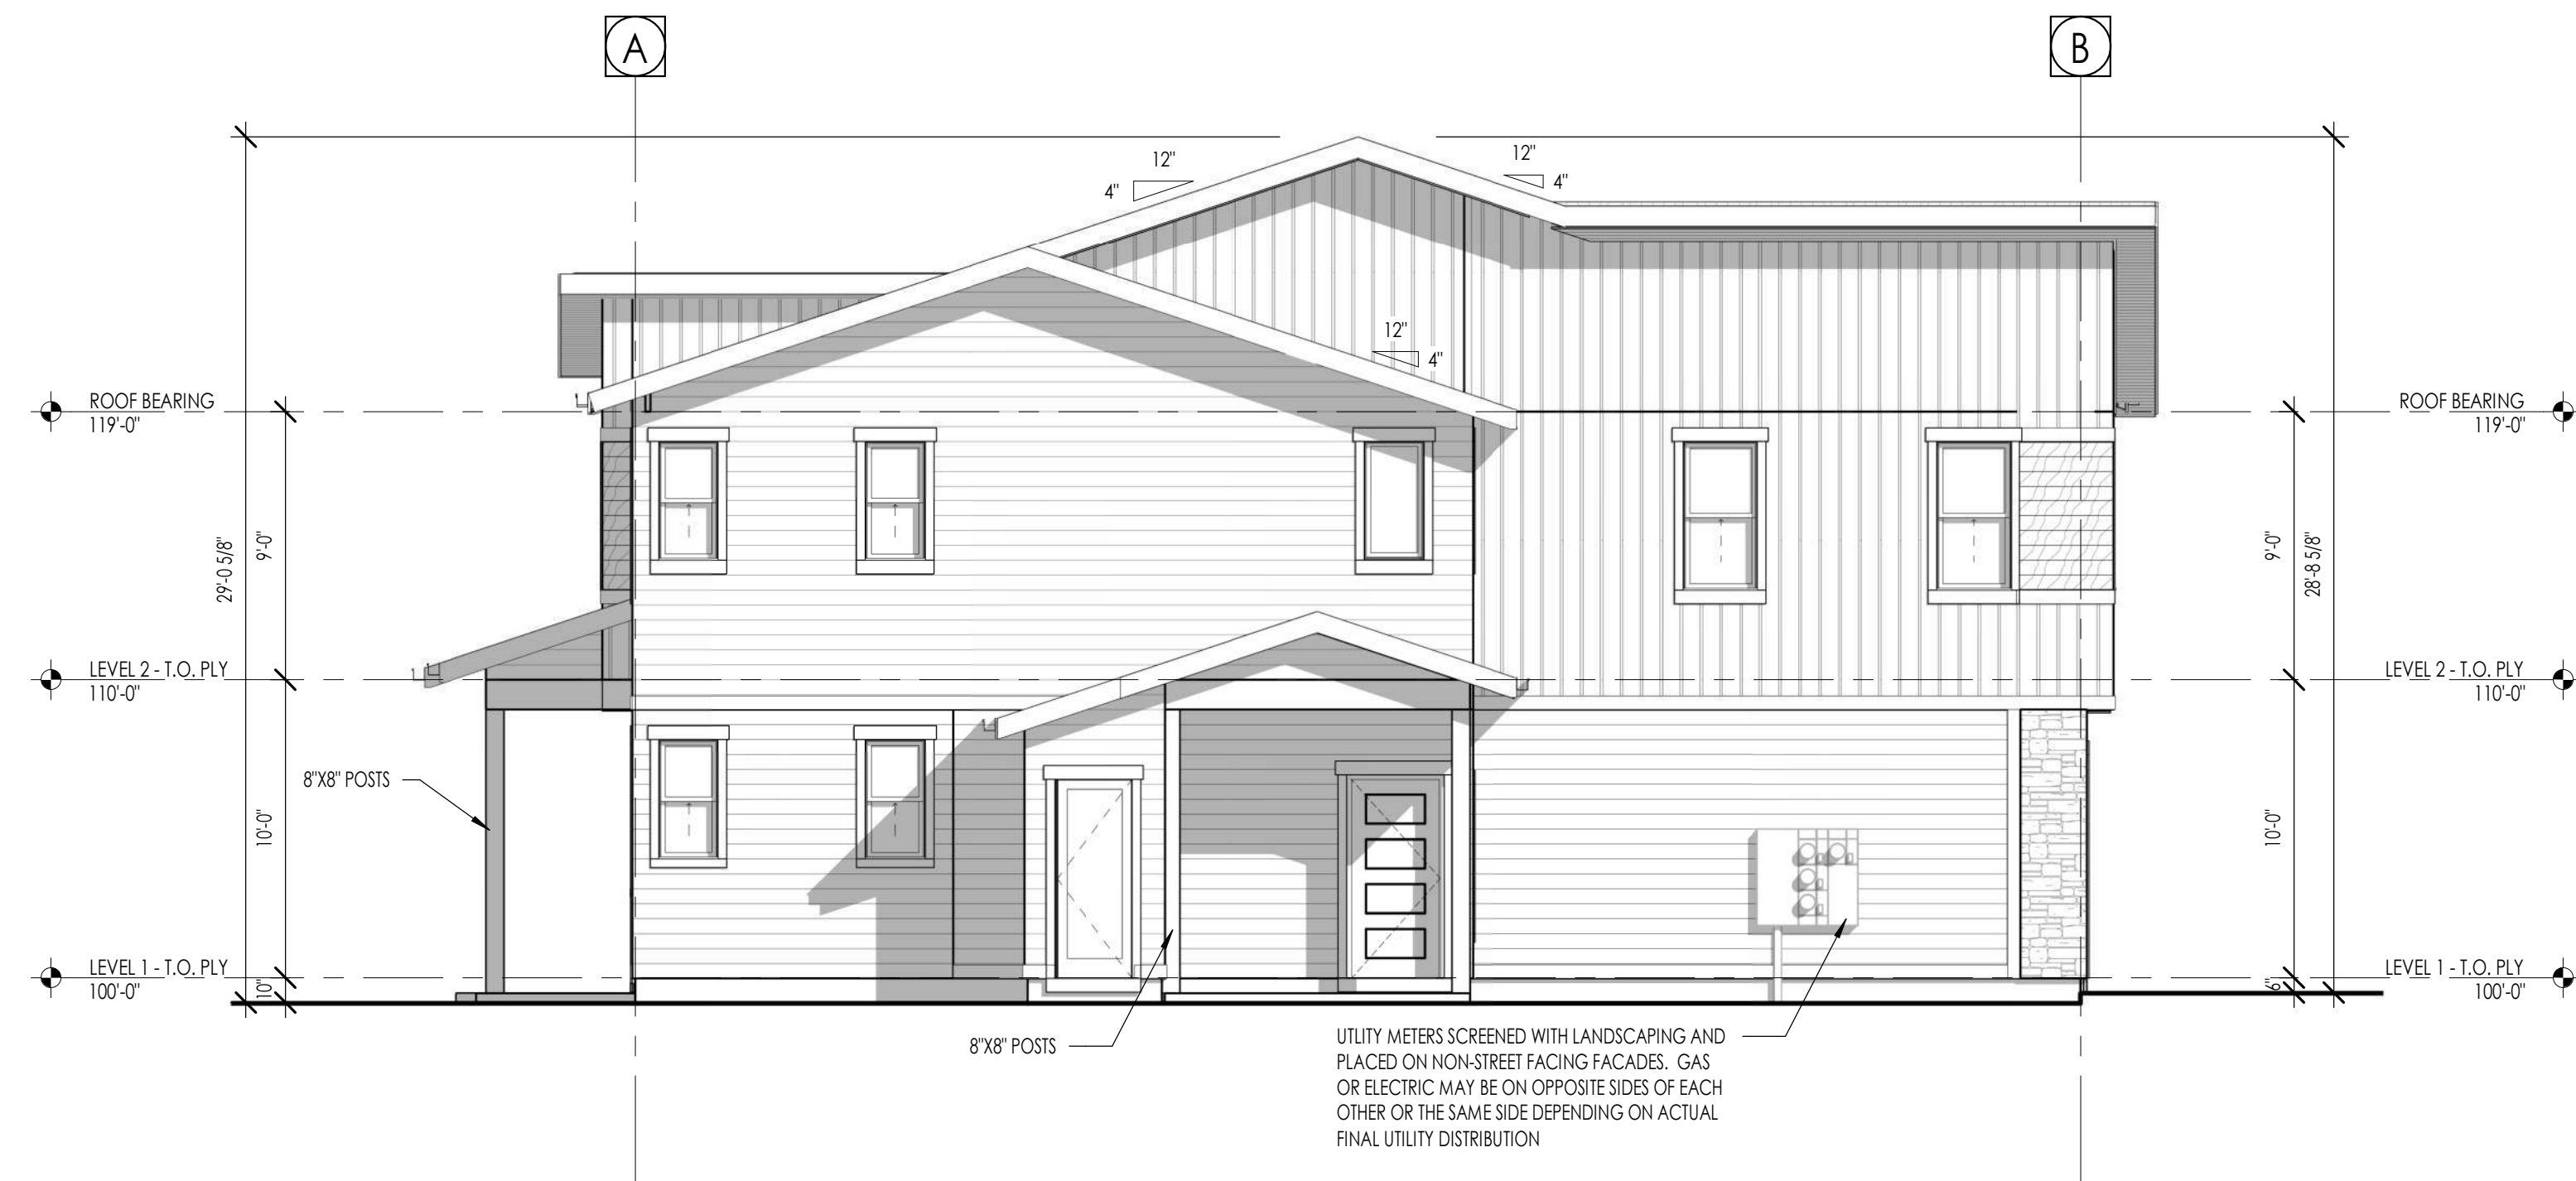 A
B
12"
4"
12"
4"
12"
4"
ROOF BEARING
119'-0"
ROOF BEARING
119'-0"
29'-0 5/8"
9'-0"
9'-0"
28'-8 5/8"
LEVEL 2 - T.O. PLY
110'-0"
LEVEL 2 - T.O. PLY
110'-0"
8"X8" POSTS
10'-0"
10'-0"
LEVEL 1 - T.O. PLY
100'-0"
10"
LEVEL 1 - T.O. PLY
100'-0"
6"
8"X8" POSTS
UTLITY METERS SCREENED WITH LANDSCAPING AND
PLACED ON NON-STREET FACING FACADES. GAS
OR ELECTRIC MAY BE ON OPPOSITE SIDES OF EACH
OTHER OR THE SAME SIDE DEPENDING ON ACTUAL
FINAL UTILITY DISTRIBUTION